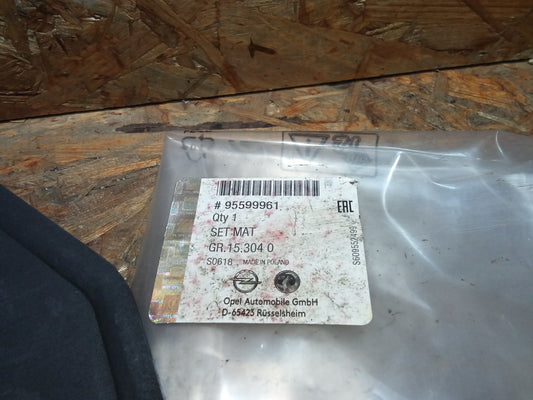 # 95599961
Qty 1
SET:MAT
GR.15.304 0
S0618 MADE IN POLAND
Opel Automobile GmbH
D-65423 Rüsselsheim
EAC